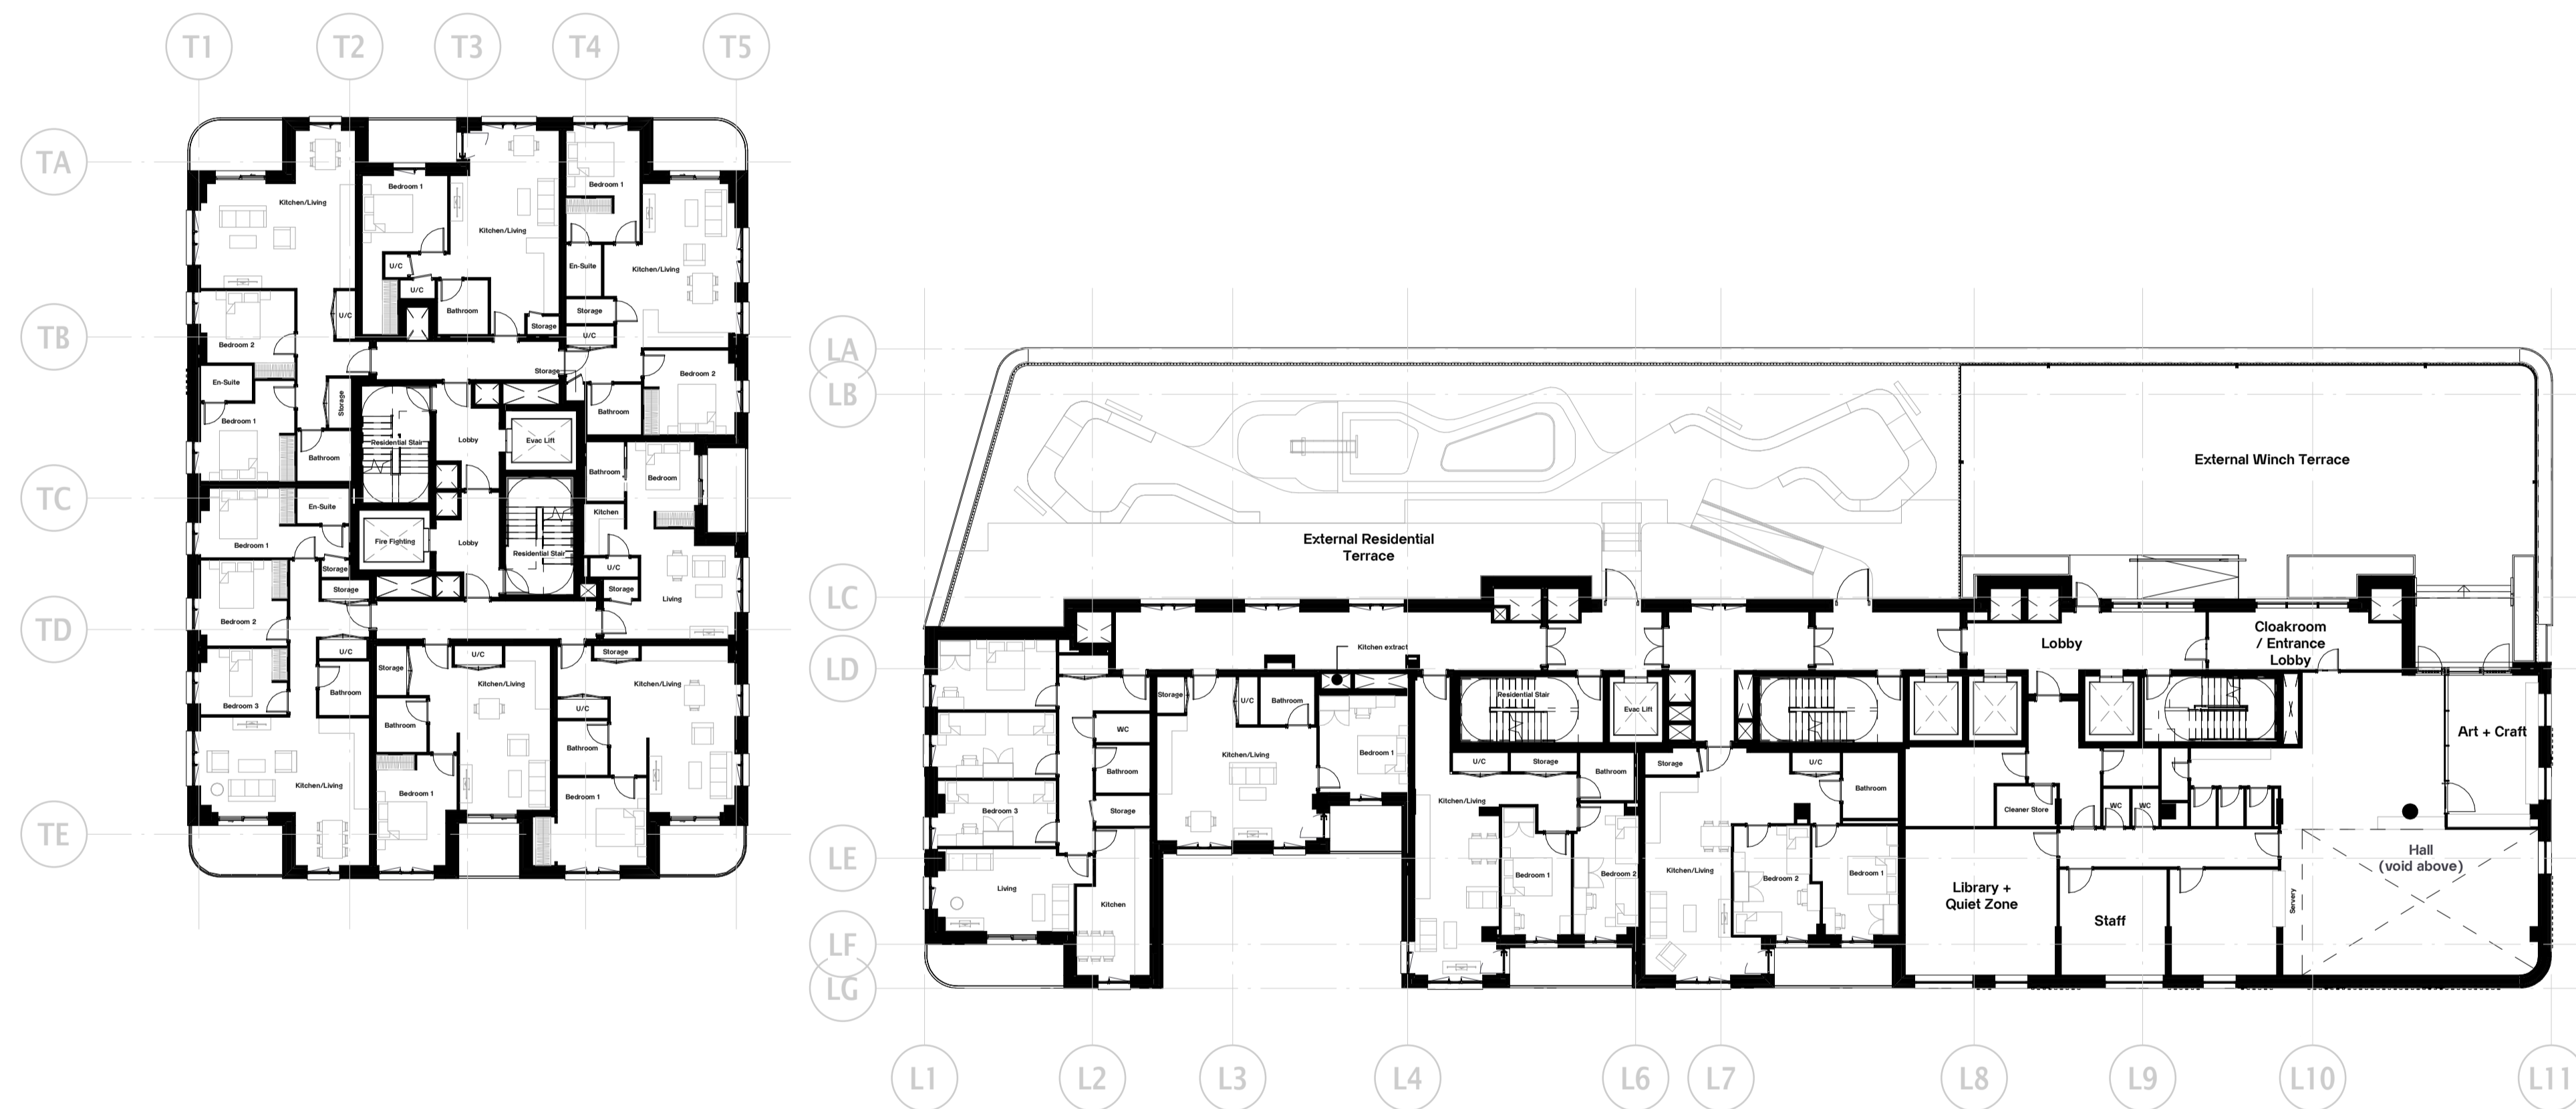 T1
T2
T3
T4
T5
TA
TB
TC
TD
TE
Bedroom 1
Kitchen/Living
Kitchen/Living
Bedroom 1
Kitchen/Living
U/C
U/C
En-Suite
Bathroom
Storage
Storage
U/C
U/C
Bedroom 2
Storage
Bedroom 2
En-Suite
Storage
Bathroom
Bedroom 1
Residential Stair
Lobby
Evac Lift
Bathroom
Bathroom
Bedroom
En-Suite
Kitchen
Bedroom 1
Fire Fighting
Lobby
Residential Stair
Storage
U/C
Storage
Storage
Living
Bedroom 2
U/C
U/C
Storage
Storage
Kitchen/Living
Kitchen/Living
Bathroom
Bedroom 3
U/C
Bathroom
Bathroom
Kitchen/Living
Bedroom 1
Bedroom 1
LA
LB
LC
LD
LE
LF
LG
External Winch Terrace
External Residential
Terrace
Kitchen extract
Lobby
Cloakroom
/ Entrance
Lobby
Storage
U/C
Bathroom
Residential Stair
Evac Lift
WC
Kitchen/Living
Bedroom 1
Art + Craft
Bathroom
U/C
Storage
Bathroom
Storage
U/C
Bathroom
Bedroom 3
Storage
Kitchen/Living
Cleaner Store
WC
WC
Living
Kitchen
Bedroom 1
Bedroom 2
Kitchen/Living
Bedroom 2
Bedroom 1
Library +
Quiet Zone
Staff
Servery
Hall
(void above)
L1
L2
L3
L4
L6
L7
L8
L9
L10
L11